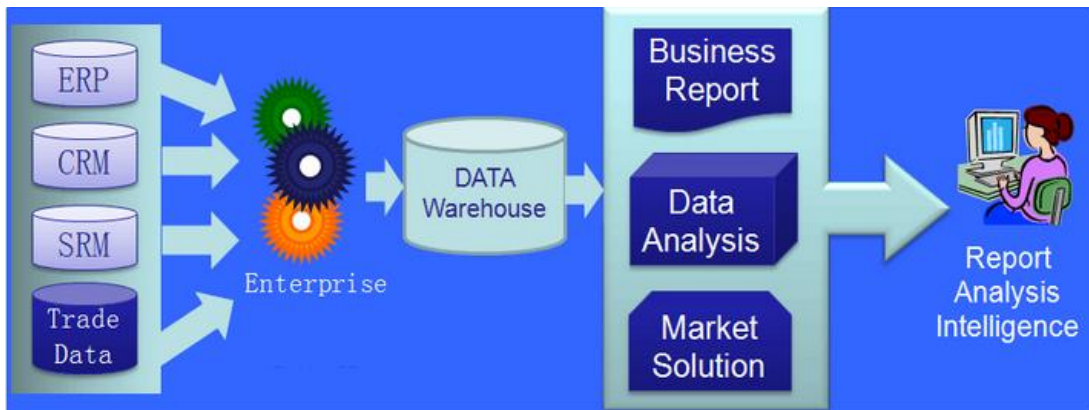 ERP
CRM
SRM
Trade
Data
Enterprise
DATA
Warehouse
Business
Report
Data
Analysis
Market
Solution
Report
Analysis
Intelligence